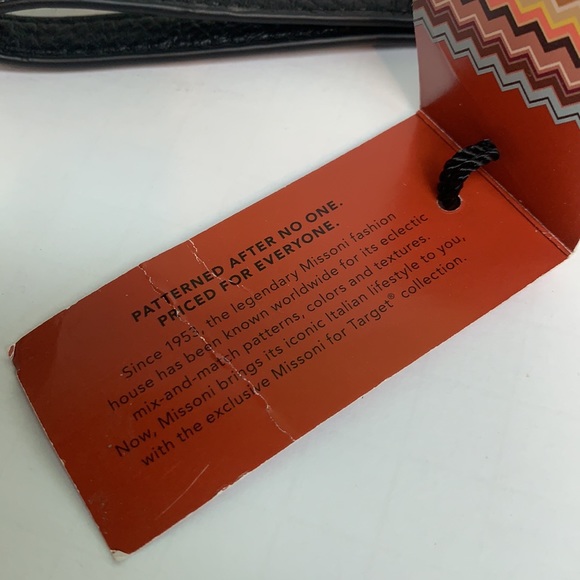 PATTERNED AFTER NO ONE.
PRICED FOR EVERYONE.
Since 1953, the legendary Missoni fashion
house has been known worldwide for its eclectic
mix-and-match patterns, colors and textures.
Now, Missoni brings its iconic Italian lifestyle to you,
with the exclusive Missoni for Target® collection.